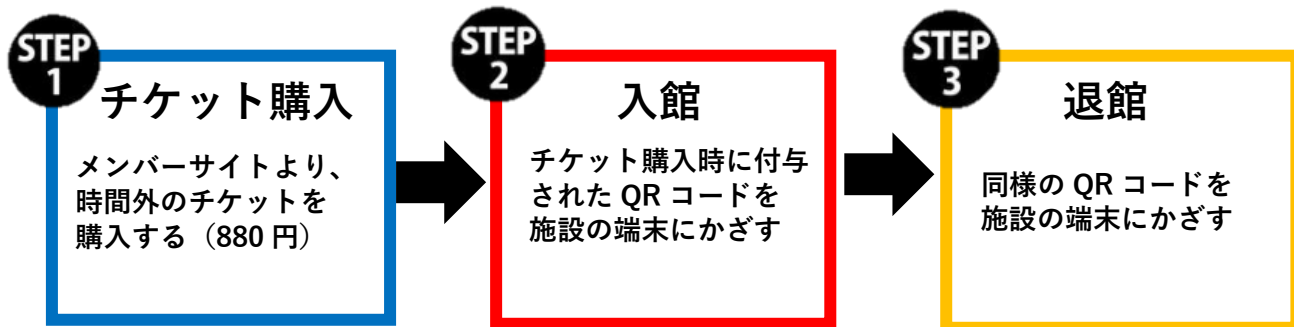 STEP
1
チケット購入
メンバーサイトより、
時間外のチケットを
購入する（880 円）
STEP
2
入館
チケット購入時に付与
された QR コードを
施設の端末にかざす
STEP
3
退館
同様の QR コードを
施設の端末にかざす